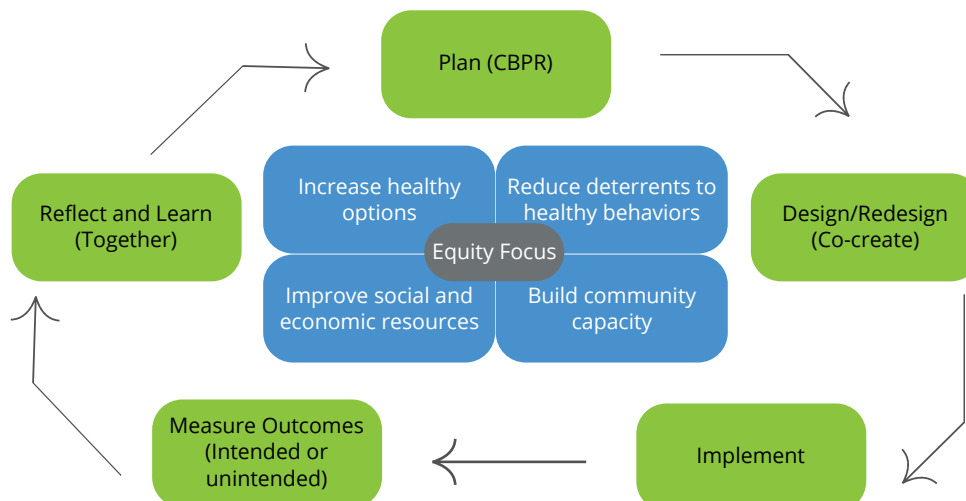 Plan (CBPR)
Increase healthy
options
Reduce deterrents to
healthy behaviors
Reflect and Learn
(Together)
Design/Redesign
(Co-create)
Equity Focus
Improve social and
economic resources
Build community
capacity
Measure Outcomes
(Intended or
unintended)
Implement